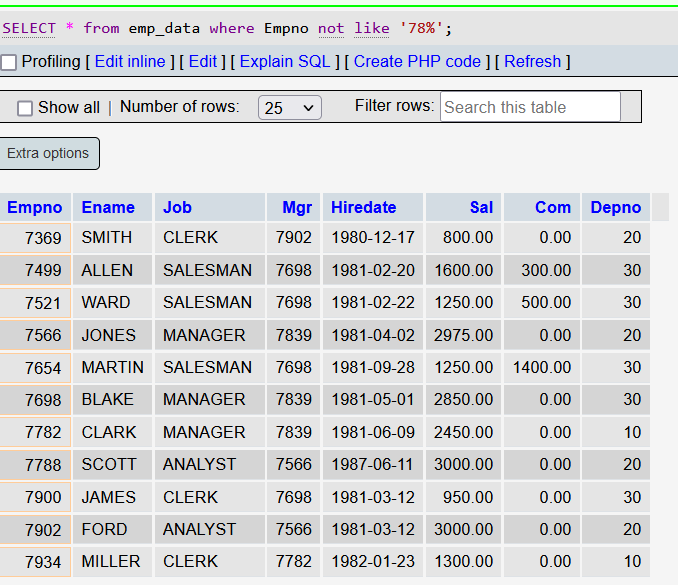 SELECT * from emp_data where Empno not like '78%';
Profiling [ Edit inline ] [ Edit ] [ Explain SQL ] [ Create PHP code ] [ Refresh ]
Show all | Number of rows: 25 Filter rows: Search this table
Extra options
Empno Ename Job Mgr Hiredate Sal Com Depno
7369 SMITH CLERK 7902 1980-12-17 800.00 0.00 20
7499 ALLEN SALESMAN 7698 1981-02-20 1600.00 300.00 30
7521 WARD SALESMAN 7698 1981-02-22 1250.00 500.00 30
7566 JONES MANAGER 7839 1981-04-02 2975.00 0.00 20
7654 MARTIN SALESMAN 7698 1981-09-28 1250.00 1400.00 30
7698 BLAKE MANAGER 7839 1981-05-01 2850.00 0.00 30
7782 CLARK MANAGER 7839 1981-06-09 2450.00 0.00 10
7788 SCOTT ANALYST 7566 1987-06-11 3000.00 0.00 20
7900 JAMES CLERK 7698 1981-03-12 950.00 0.00 30
7902 FORD ANALYST 7566 1981-03-12 3000.00 0.00 20
7934 MILLER CLERK 7782 1982-01-23 1300.00 0.00 10